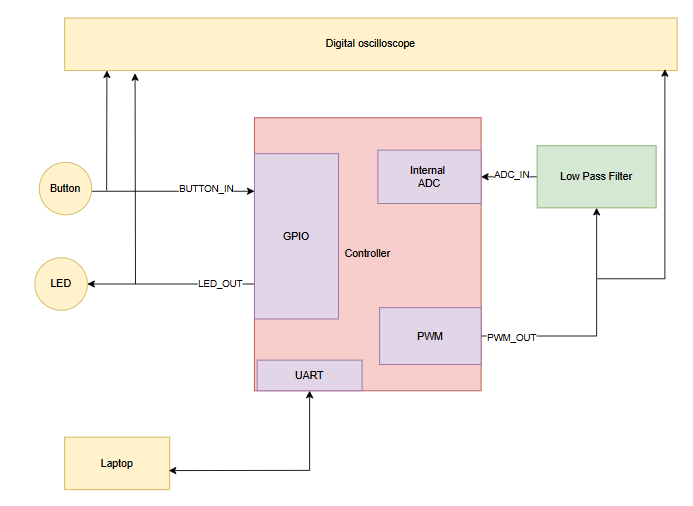 Digital oscilloscope
Button
BUTTON_IN
Internal
ADC
ADC_IN
Low Pass Filter
GPIO
Controller
LED
LED_OUT
PWM
PWM_OUT
UART
Laptop